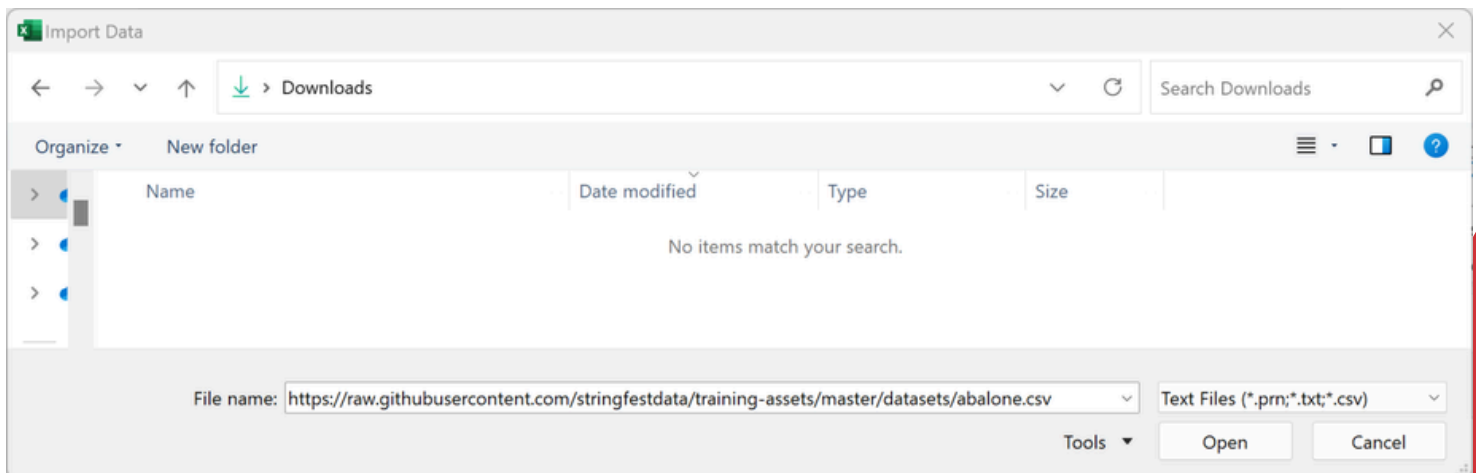 Import Data
Downloads
Search Downloads
Organize
New folder
Name Date modified Type Size
No items match your search.
File name: https://raw.githubusercontent.com/stringfestdata/training-assets/master/datasets/abalone.csv Text Files (*.prn;*.txt;*.csv)
Tools Open Cancel